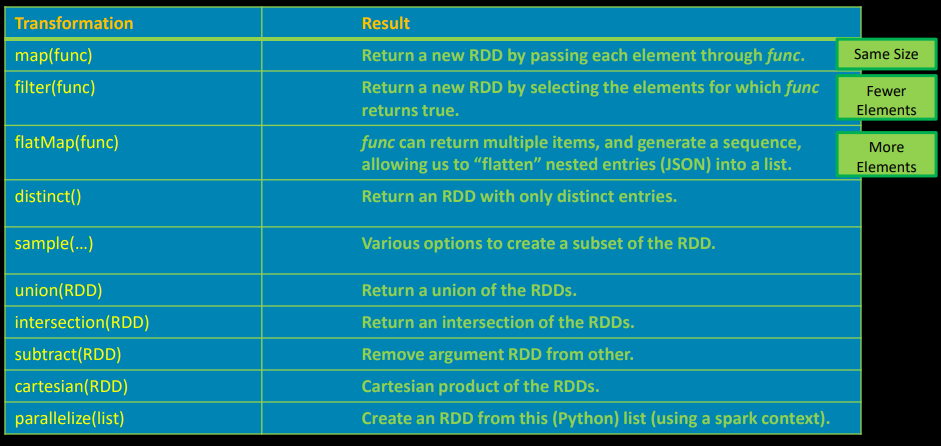 Transformation Result
map(func) Return a new RDD by passing each element through func. Same Size
filter(func) Return a new RDD by selecting the elements for which func
returns true.
Fewer
Elements
flatMap(func) func can return multiple items, and generate a sequence,
allowing us to “flatten” nested entries (JSON) into a list.
More
Elements
distinct() Return an RDD with only distinct entries.
sample(…) Various options to create a subset of the RDD.
union(RDD) Return a union of the RDDs.
intersection(RDD) Return an intersection of the RDDs.
subtract(RDD) Remove argument RDD from other.
cartesian(RDD) Cartesian product of the RDDs.
parallelize(list) Create an RDD from this (Python) list (using a spark context).